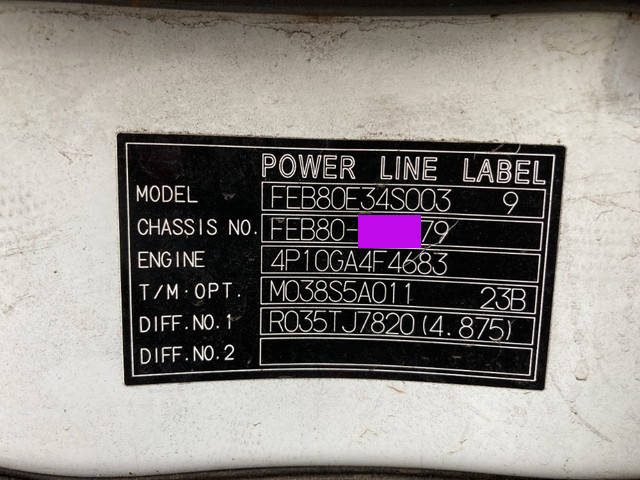 POWER LINE LABEL
MODEL FEB80E34S003 9
CHASSIS NO. FEB80- 79
ENGINE 4P10GA4F4683
T/M·OPT. M038S5A011 23B
DIFF.NO.1 R035TJ7820(4.875)
DIFF.NO.2